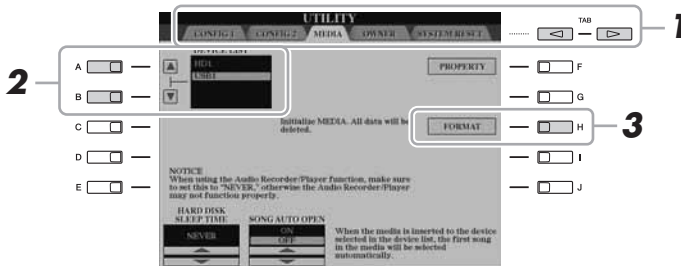 UTILITY
CONFIG 1 CONFIG 2 MEDIA OWNER SYSTEM RESET
TAB
1
DEVICE LIST
HD1
USB1
PROPERTY
A
B
C
D
E
F
G
H
I
J
2
3
Initialize MEDIA. All data will be
deleted.
FORMAT
NOTICE
When using the Audio Recorder/Player function, make sure
to set this to "NEVER," otherwise the Audio Recorder/Player
may not function properly.
HARD DISK
SLEEP TIME
NEVER
SONG AUTO OPEN
ON
OFF
When the media is inserted to the device
selected in the device list, the first song
in the media will be selected
automatically.